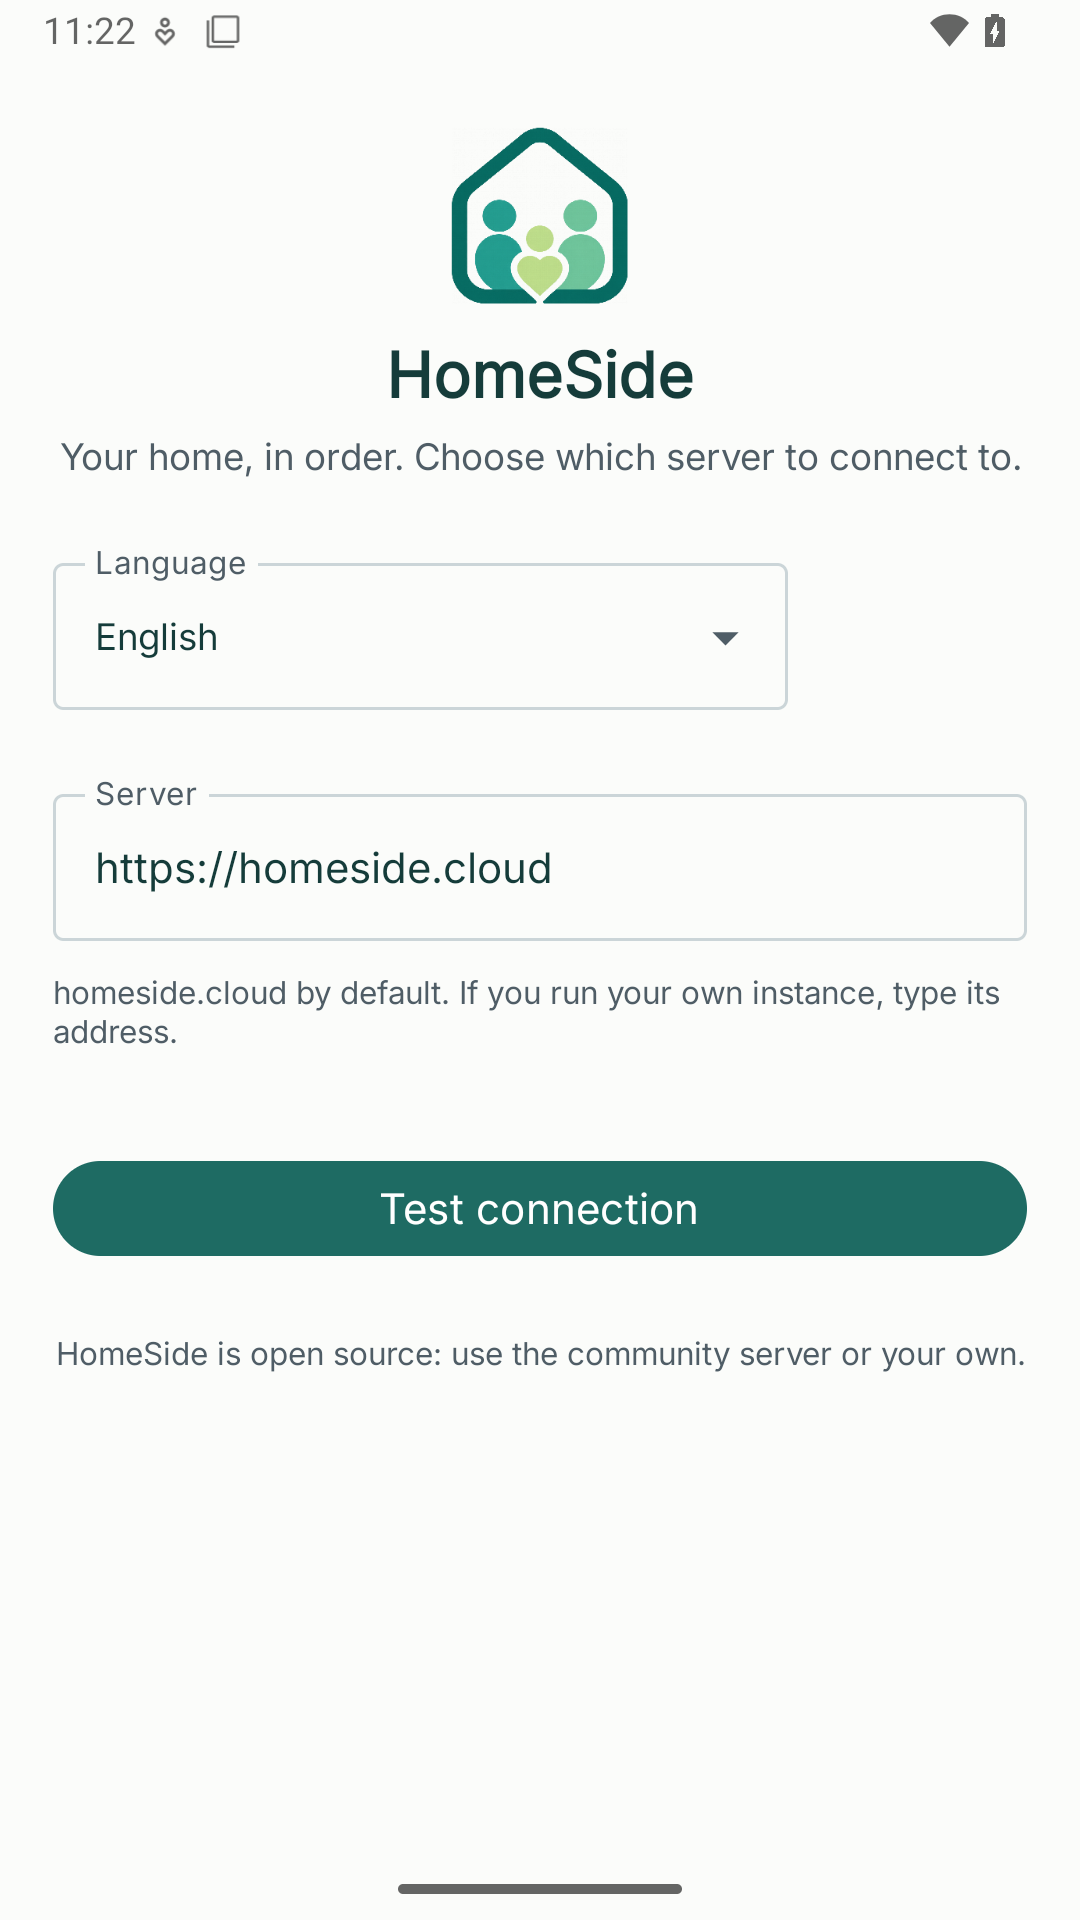 11:22
HomeSide
Your home, in order. Choose which server to connect to.
Language
English
Server
https://homeside.cloud
homeside.cloud by default. If you run your own instance, type its
address.
Test connection
HomeSide is open source: use the community server or your own.